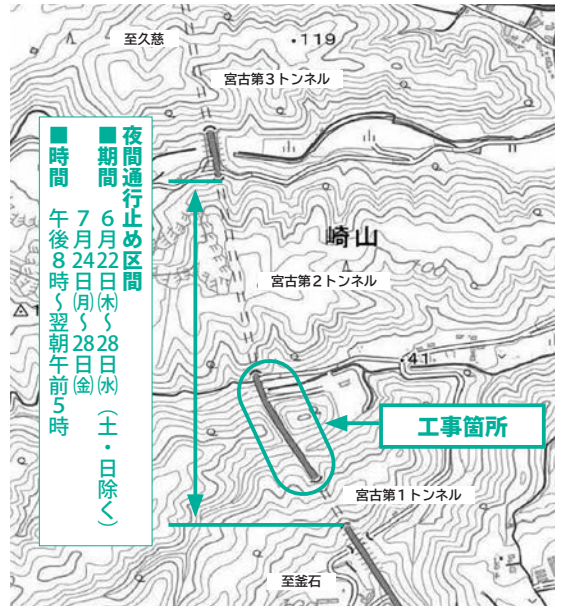 至久慈
・119
宮古第3トンネル
夜間通行止め区間
■期間 6月22日(木)～28日(水)(土・日除く)
7月24日(月)～28日(金)
■時間 午後8時～翌朝午前5時
崎山
宮古第2トンネル
・41
工事箇所
宮古第1トンネル
至釜石